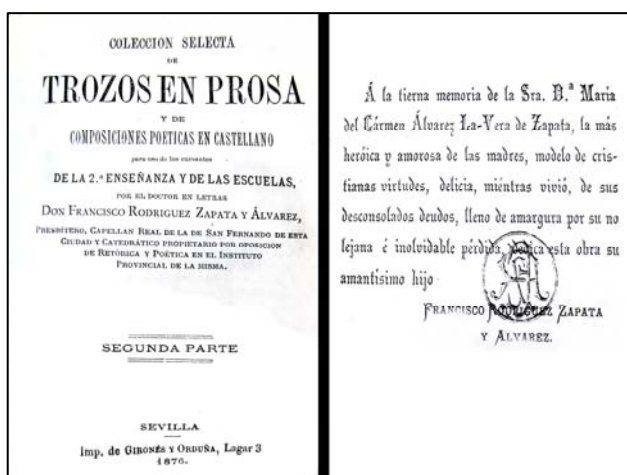 COLECCION SELECTA
DE
TROZOS EN PROSA
Y DE
COMPOSICIONES POETICAS EN CASTELLANO
para uso de los cursantes
DE LA 2.ª ENSEÑANZA Y DE LAS ESCUELAS,
POR EL DOCTOR EN LETRAS
DON FRANCISCO RODRIGUEZ ZAPATA Y ÁLVAREZ,
PRESBÍTERO, CAPELLAN REAL DE LA DE SAN FERNANDO DE ESTA
CIUDAD Y CATEDRÁTICO PROPIETARIO POR OPOSICION
DE RETÓRICA Y POÉTICA EN EL INSTITUTO
PROVINCIAL DE LA MISMA.
SEGUNDA PARTE
SEVILLA
Imp. de GIRONÉS Y ORDUÑA, Lagar 3
1876.
Á la tierna memoria de la Sra. D.ª María
del Cármen Álvarez La-Vera de Zapata, la más
heróica y amorosa de las madres, modelo de cris-
tianas virtudes, delicia, miéntras vivió, de sus
desconsolados deudos, lleno de amargura por su no
lejana é inolvidable pérdida, dedica esta obra su
amantísimo hijo
FRANCISCO RODRIGUEZ ZAPATA
Y ALVAREZ.